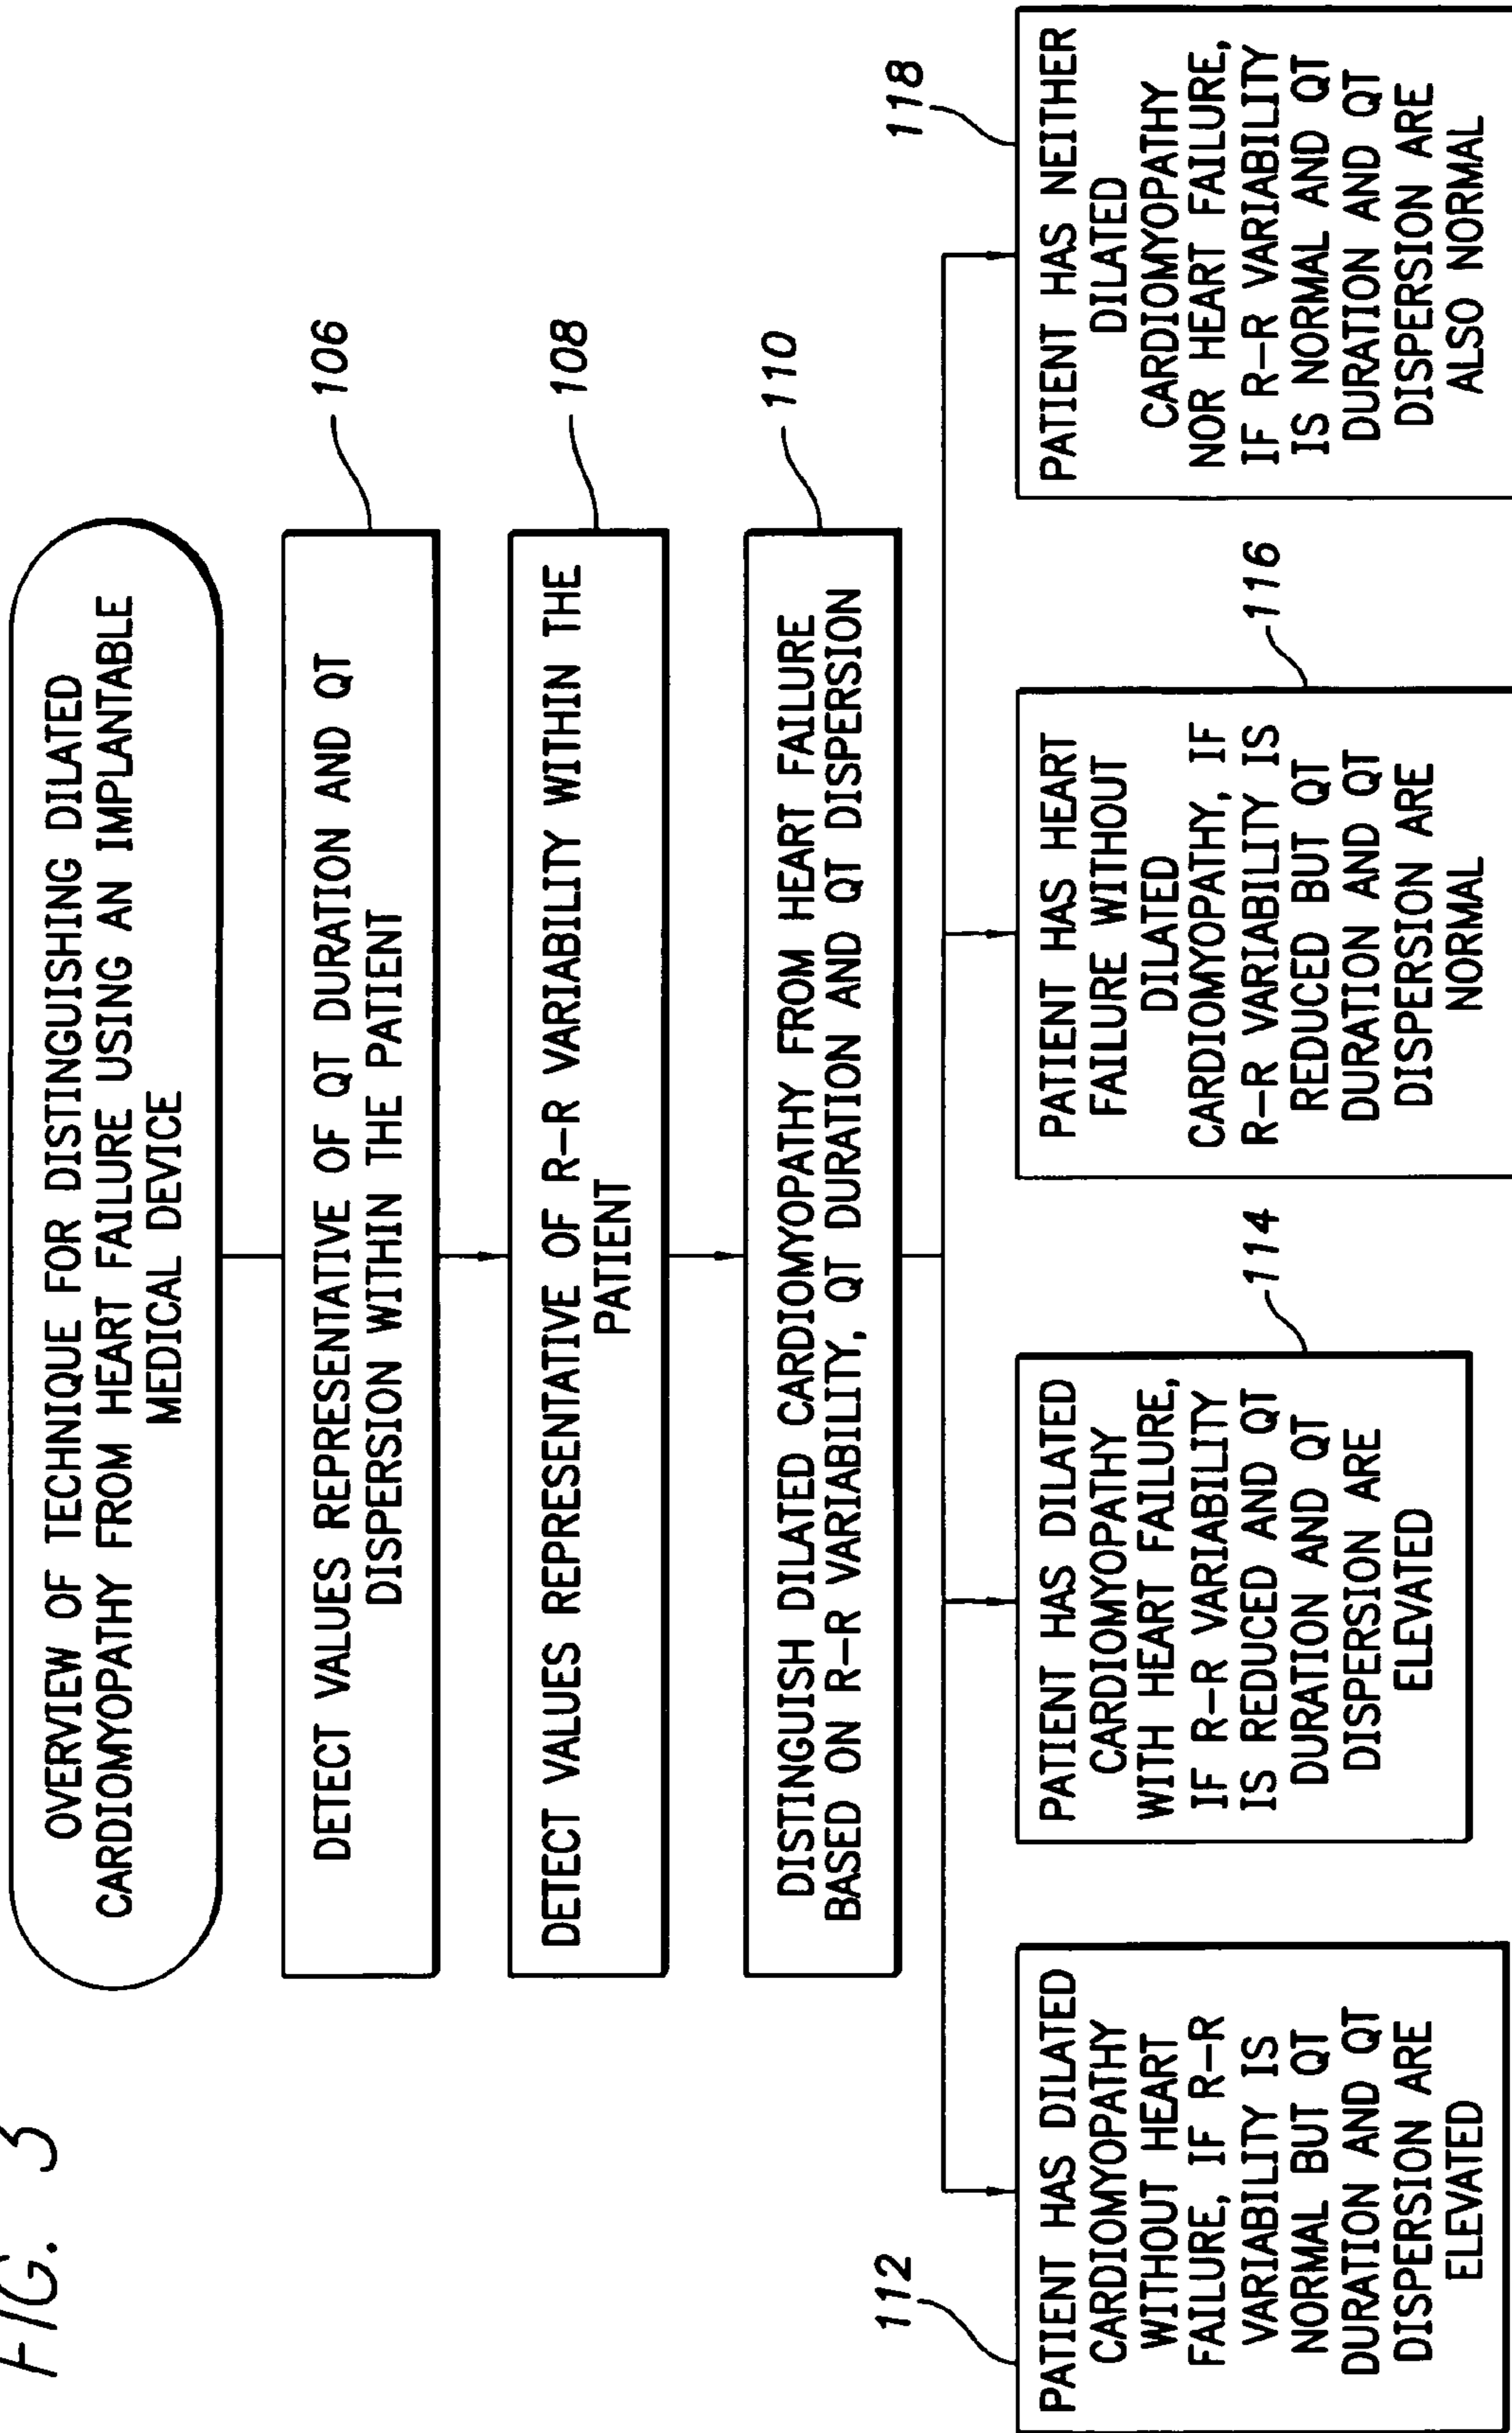 FIG. 3
OVERVIEW OF TECHNIQUE FOR DISTINGUISHING DILATED
CARDIOMYOPATHY FROM HEART FAILURE USING AN IMPLANTABLE
MEDICAL DEVICE
DETECT VALUES REPRESENTATIVE OF QT DURATION AND QT
DISPERSION WITHIN THE PATIENT
106
DETECT VALUES REPRESENTATIVE OF R-R VARIABILITY WITHIN THE
PATIENT
108
DISTINGUISH DILATED CARDIOMYOPATHY FROM HEART FAILURE
BASED ON R-R VARIABILITY, QT DURATION AND QT DISPERSION
110
112
PATIENT HAS DILATED
CARDIOMYOPATHY
WITHOUT HEART
FAILURE, IF R-R
VARIABILITY IS
NORMAL BUT QT
DURATION AND QT
DISPERSION ARE
ELEVATED
114
PATIENT HAS DILATED
CARDIOMYOPATHY
WITH HEART FAILURE,
IF R-R VARIABILITY
IS REDUCED AND QT
DURATION AND QT
DISPERSION ARE
ELEVATED
116
PATIENT HAS HEART
FAILURE WITHOUT
DILATED
CARDIOMYOPATHY, IF
R-R VARIABILITY IS
REDUCED BUT QT
DURATION AND QT
DISPERSION ARE
NORMAL
118
PATIENT HAS NEITHER
DILATED
CARDIOMYOPATHY
NOR HEART FAILURE,
IF R-R VARIABILITY
IS NORMAL AND QT
DURATION AND QT
DISPERSION ARE
ALSO NORMAL